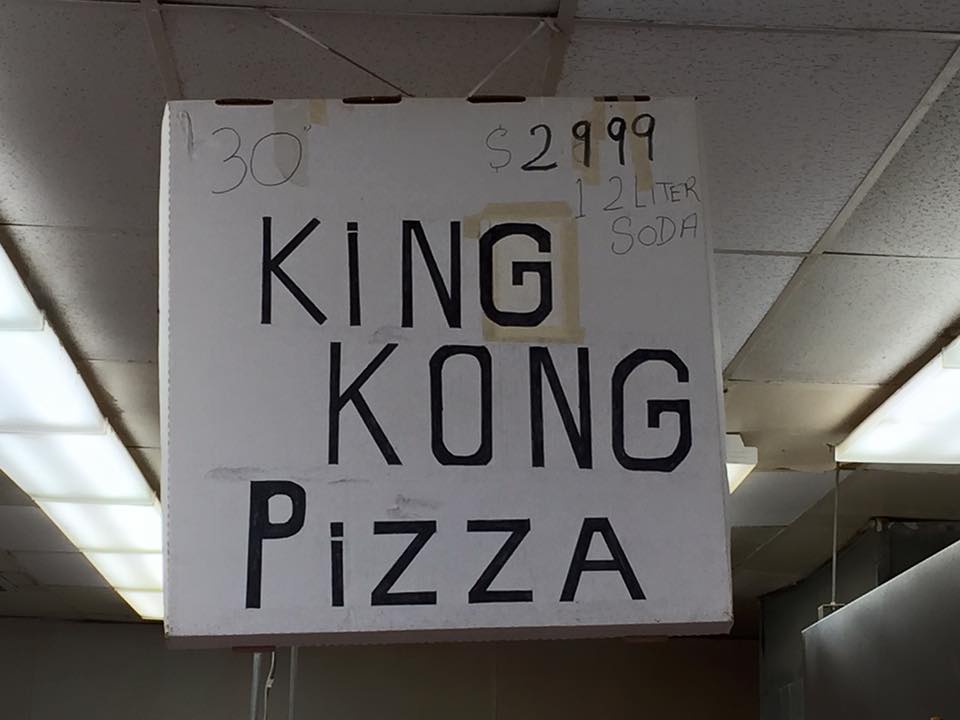 30" $2999
1 2 LITER
SODA
KiNG
KONG
PiZZA